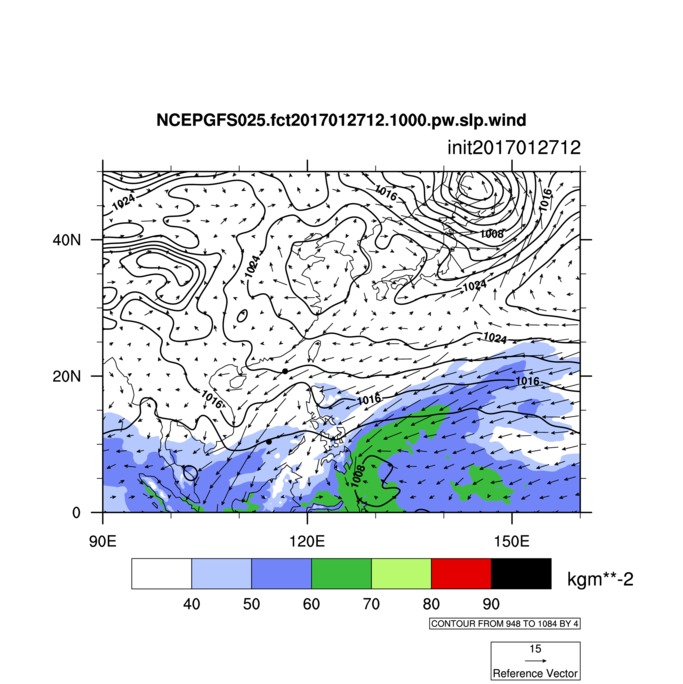 NCEPGFS025.fct2017012712.1000.pw.slp.wind
init2017012712
1024
1016
1016
1008
40N
1024
1024
1024
20N
1016
1016
1016
1008
0
90E 120E 150E
40 50 60 70 80 90
kgm**-2
CONTOUR FROM 948 TO 1084 BY 4
15
Reference Vector